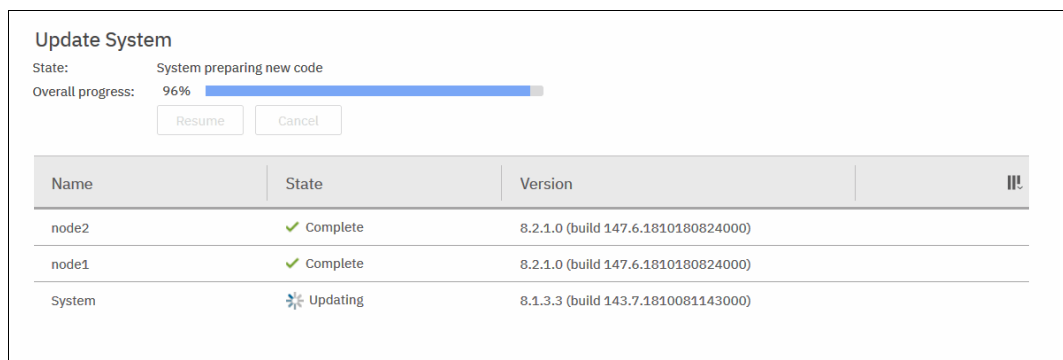 Update System
State: System preparing new code
Overall progress: 96%
Resume Cancel
Name State Version
node2 Complete 8.2.1.0 (build 147.6.1810180824000)
node1 Complete 8.2.1.0 (build 147.6.1810180824000)
System Updating 8.1.3.3 (build 143.7.1810081143000)